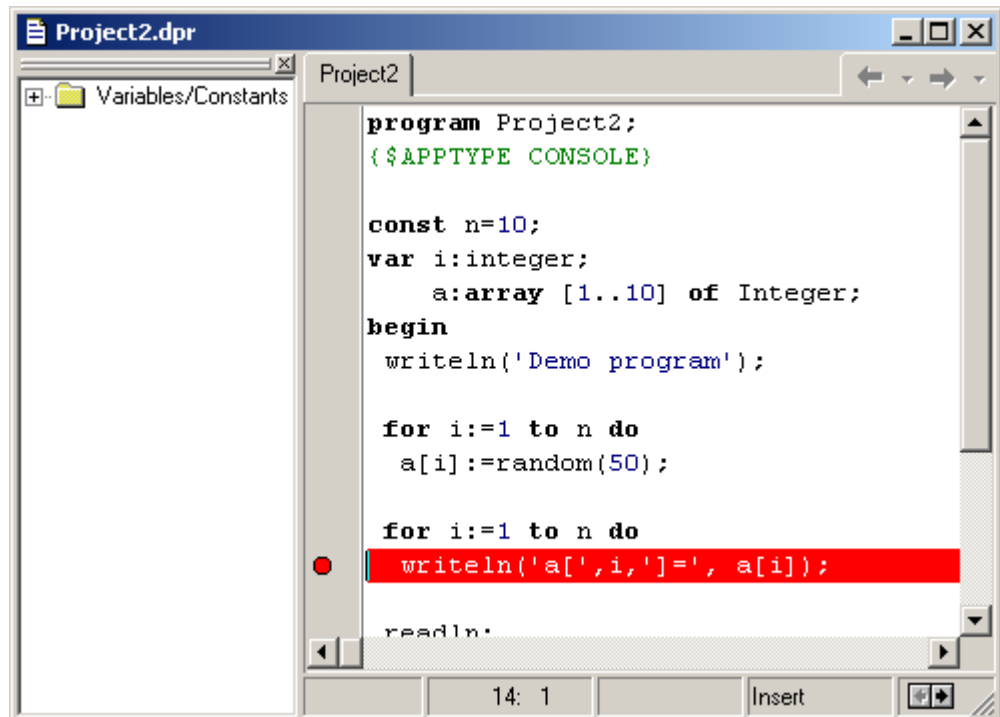 Project2.dpr
Variables/Constants
Project2
program Project2;
{$APPTYPE CONSOLE}
const n=10;
var i:integer;
a:array [1..10] of Integer;
begin
writeln('Demo program');
for i:=1 to n do
a[i]:=random(50);
for i:=1 to n do
writeln('a[',i,']=', a[i]);
readln;
14: 1
Insert